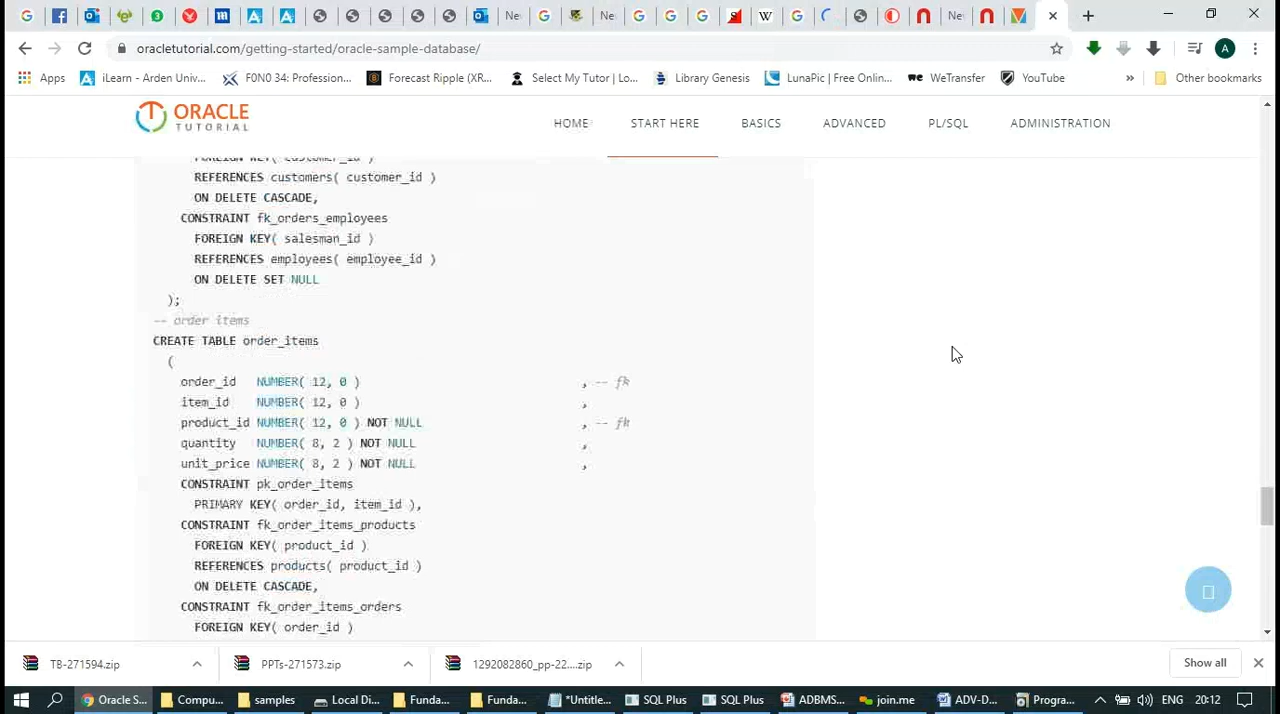 Ne
Ne
W
Ne
oracletutorial.com/getting-started/oracle-sample-database/
A
Apps
iLearn - Arden Univ...
F0N0 34: Profession...
Forecast Ripple (XR...
Select My Tutor | Lo...
Library Genesis
LunaPic | Free Onlin...
WeTransfer
YouTube
»
Other bookmarks
ORACLE
TUTORIAL
HOME
START HERE
BASICS
ADVANCED
PL/SQL
ADMINISTRATION
FOREIGN KEY( customer_id )
REFERENCES customers( customer_id )
ON DELETE CASCADE,
CONSTRAINT fk_orders_employees
FOREIGN KEY( salesman_id )
REFERENCES employees( employee_id )
ON DELETE SET NULL
);
-- order items
CREATE TABLE order_items
(
order_id NUMBER( 12, 0 ) , -- fk
item_id NUMBER( 12, 0 ) ,
product_id NUMBER( 12, 0 ) NOT NULL , -- fk
quantity NUMBER( 8, 2 ) NOT NULL ,
unit_price NUMBER( 8, 2 ) NOT NULL ,
CONSTRAINT pk_order_items
PRIMARY KEY( order_id, item_id ),
CONSTRAINT fk_order_items_products
FOREIGN KEY( product_id )
REFERENCES products( product_id )
ON DELETE CASCADE,
CONSTRAINT fk_order_items_orders
FOREIGN KEY( order_id )
TB-271594.zip
PPTs-271573.zip
1292082860_pp-22....zip
Show all
Oracle S...
Compu...
samples
Local Di...
Funda...
Funda...
*Untitle...
SQL Plus
SQL Plus
ADBMS...
join.me
ADV-D...
Progra...
ENG
20:12